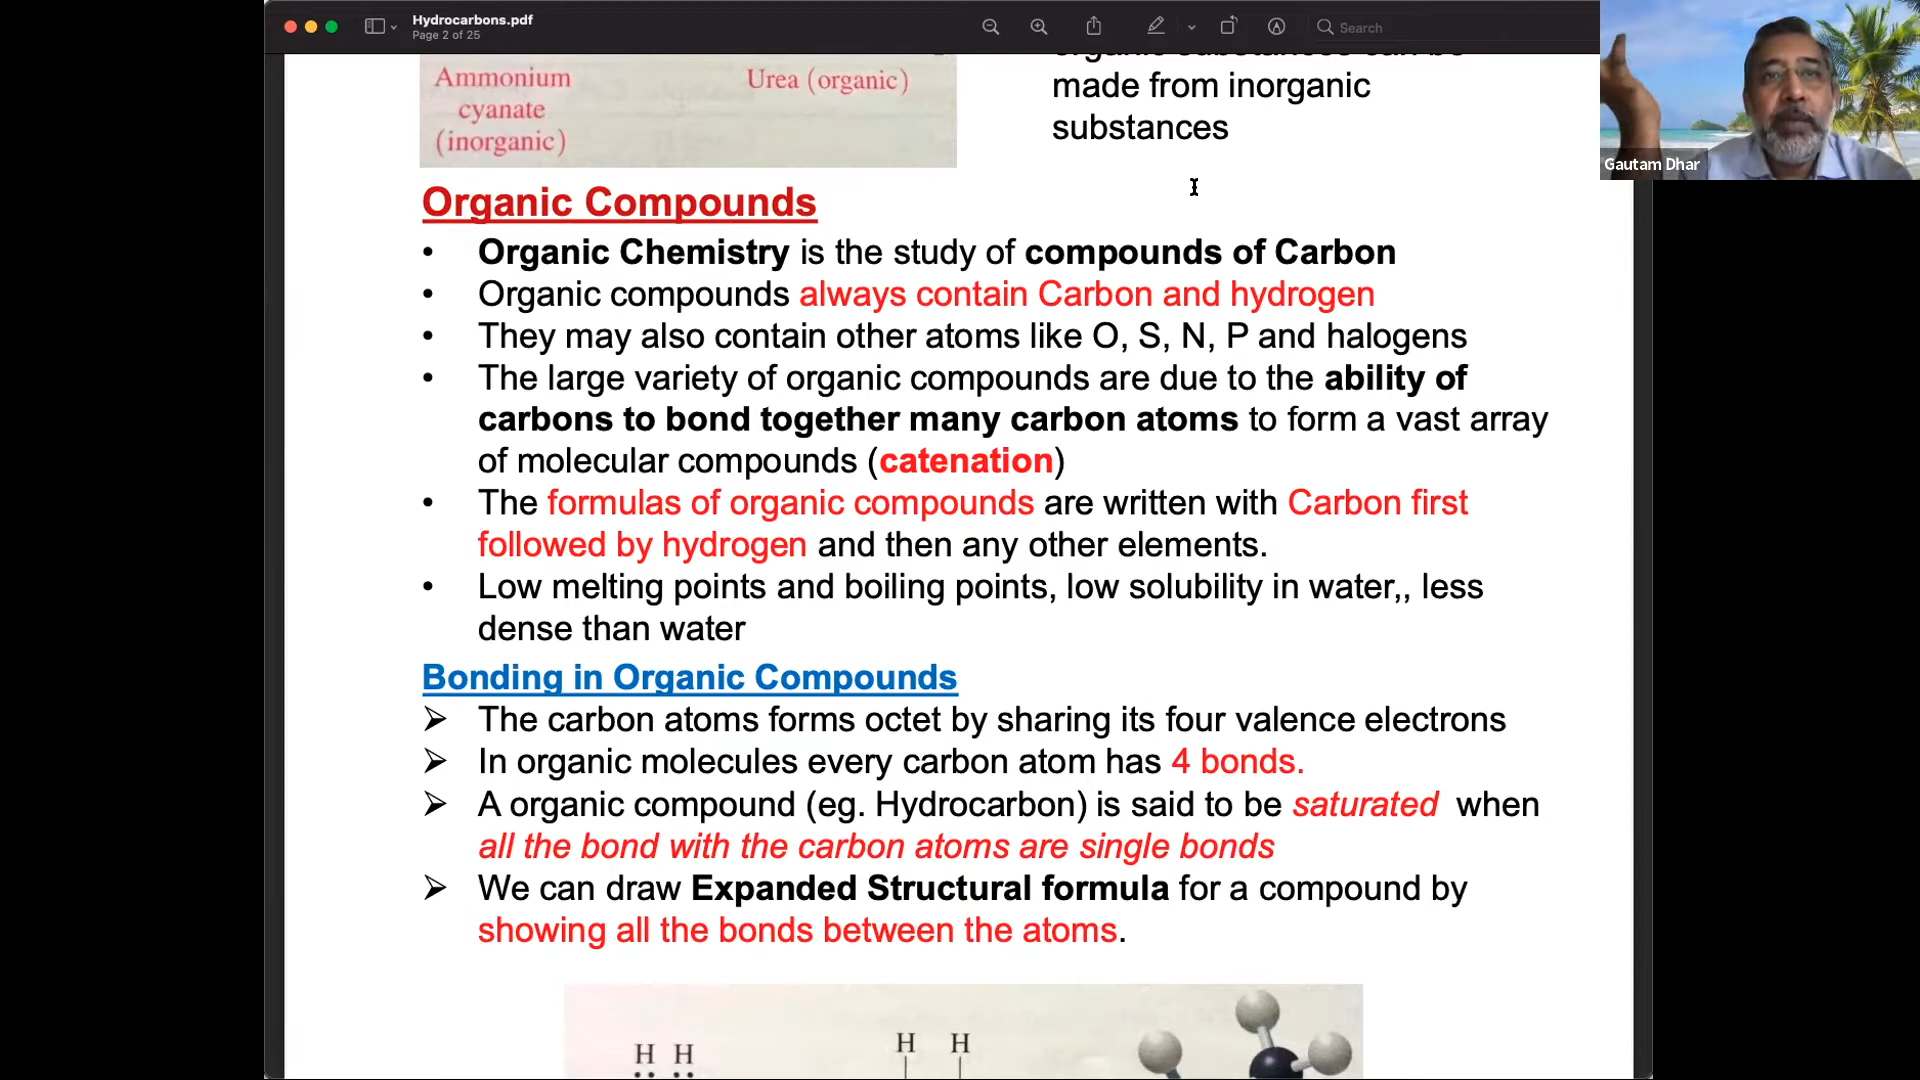 Hydrocarbons.pdf
Page 2 of 25
Search
Gautam Dhar
Ammonium
cyanate
(inorganic)
Urea (organic)
organic substances can be
made from inorganic
substances
Organic Compounds
• Organic Chemistry is the study of compounds of Carbon
• Organic compounds always contain Carbon and hydrogen
• They may also contain other atoms like O, S, N, P and halogens
• The large variety of organic compounds are due to the ability of
carbons to bond together many carbon atoms to form a vast array
of molecular compounds (catenation)
• The formulas of organic compounds are written with Carbon first
followed by hydrogen and then any other elements.
• Low melting points and boiling points, low solubility in water,, less
dense than water
Bonding in Organic Compounds
➢ The carbon atoms forms octet by sharing its four valence electrons
➢ In organic molecules every carbon atom has 4 bonds.
➢ A organic compound (eg. Hydrocarbon) is said to be saturated when
all the bond with the carbon atoms are single bonds
➢ We can draw Expanded Structural formula for a compound by
showing all the bonds between the atoms.
H H
H H